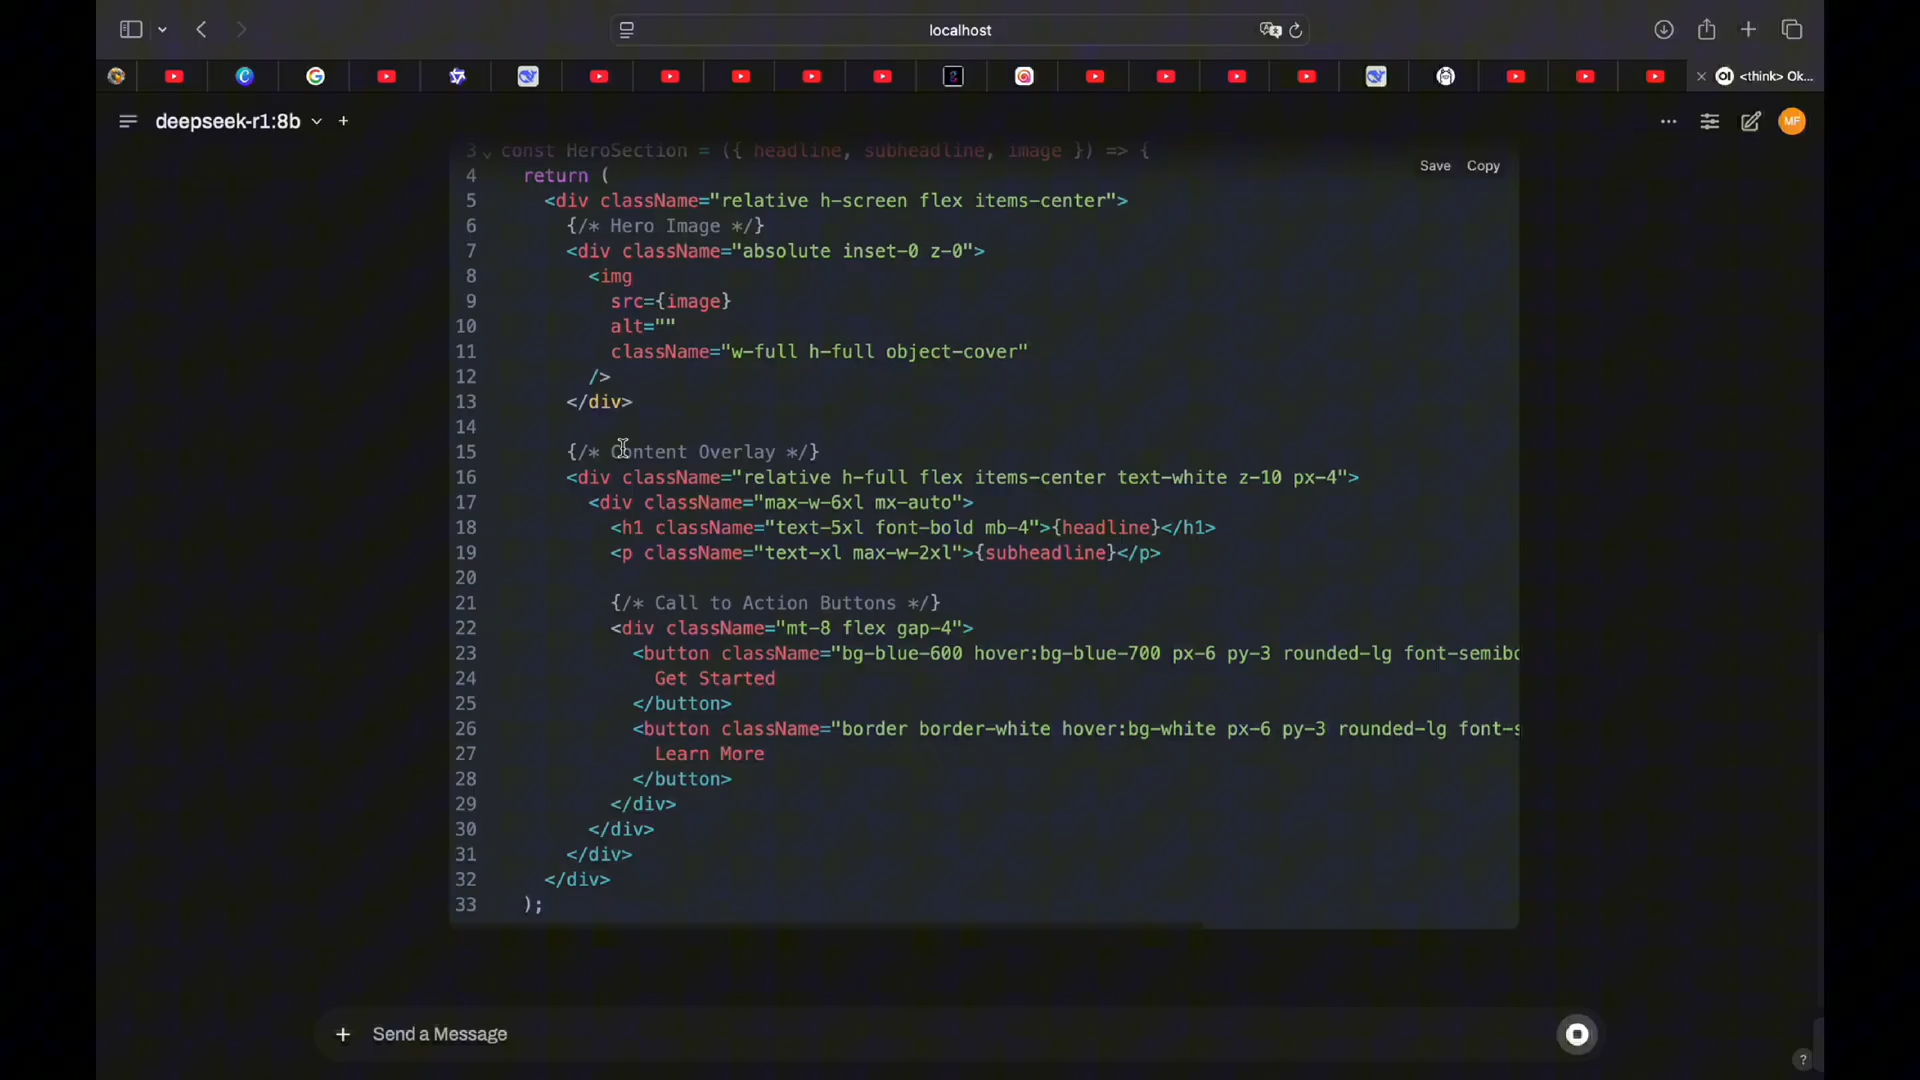 localhost
<think> Ok...
deepseek-r1:8b
MF
Save Copy
3 const HeroSection = ({ headline, subheadline, image }) => {
4 return (
5 <div className="relative h-screen flex items-center">
6 {/* Hero Image */}
7 <div className="absolute inset-0 z-0">
8 <img
9 src={image}
10 alt=""
11 className="w-full h-full object-cover"
12 />
13 </div>
14
15 {/* Content Overlay */}
16 <div className="relative h-full flex items-center text-white z-10 px-4">
17 <div className="max-w-6xl mx-auto">
18 <h1 className="text-5xl font-bold mb-4">{headline}</h1>
19 <p className="text-xl max-w-2xl">{subheadline}</p>
20
21 {/* Call to Action Buttons */}
22 <div className="mt-8 flex gap-4">
23 <button className="bg-blue-600 hover:bg-blue-700 px-6 py-3 rounded-lg font-semibo
24 Get Started
25 </button>
26 <button className="border border-white hover:bg-white px-6 py-3 rounded-lg font-s
27 Learn More
28 </button>
29 </div>
30 </div>
31 </div>
32 </div>
33 );
Send a Message
?